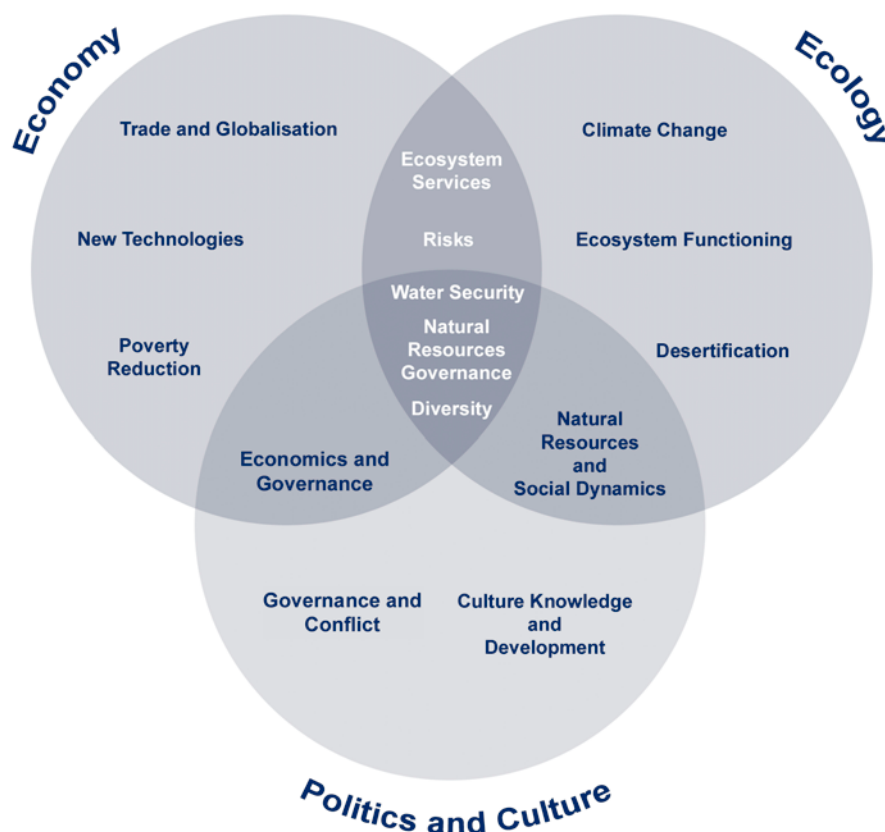 Economy
Ecology
Trade and Globalisation
Climate Change
Ecosystem
Services
New Technologies
Risks
Ecosystem Functioning
Water Security
Poverty
Reduction
Natural
Resources
Governance
Desertification
Diversity
Economics and
Governance
Natural
Resources
and
Social Dynamics
Governance and
Conflict
Culture Knowledge
and
Development
Politics and Culture